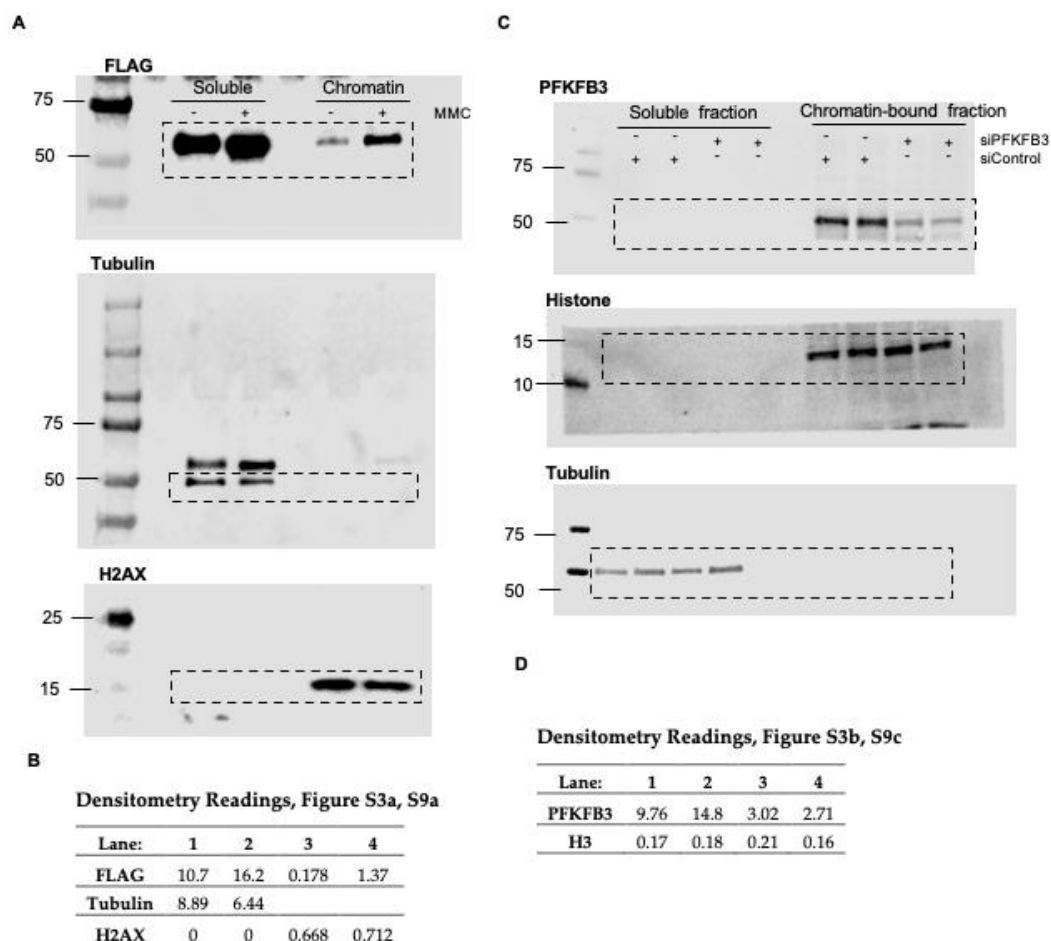 A
FLAG
Soluble Chromatin
- + - + MMC
75
50
Tubulin
75
50
H2AX
25
15
B
Densitometry Readings, Figure S3a, S9a
Lane: 1 2 3 4
FLAG 10.7 16.2 0.178 1.37
Tubulin 8.89 6.44
H2AX 0 0 0.668 0.712
C
PFKFB3
Soluble fraction Chromatin-bound fraction
- - + + - - + + siPFKFB3
+ + - - + + - - siControl
75
50
Histone
15
10
Tubulin
75
50
D
Densitometry Readings, Figure S3b, S9c
Lane: 1 2 3 4
PFKFB3 9.76 14.8 3.02 2.71
H3 0.17 0.18 0.21 0.16